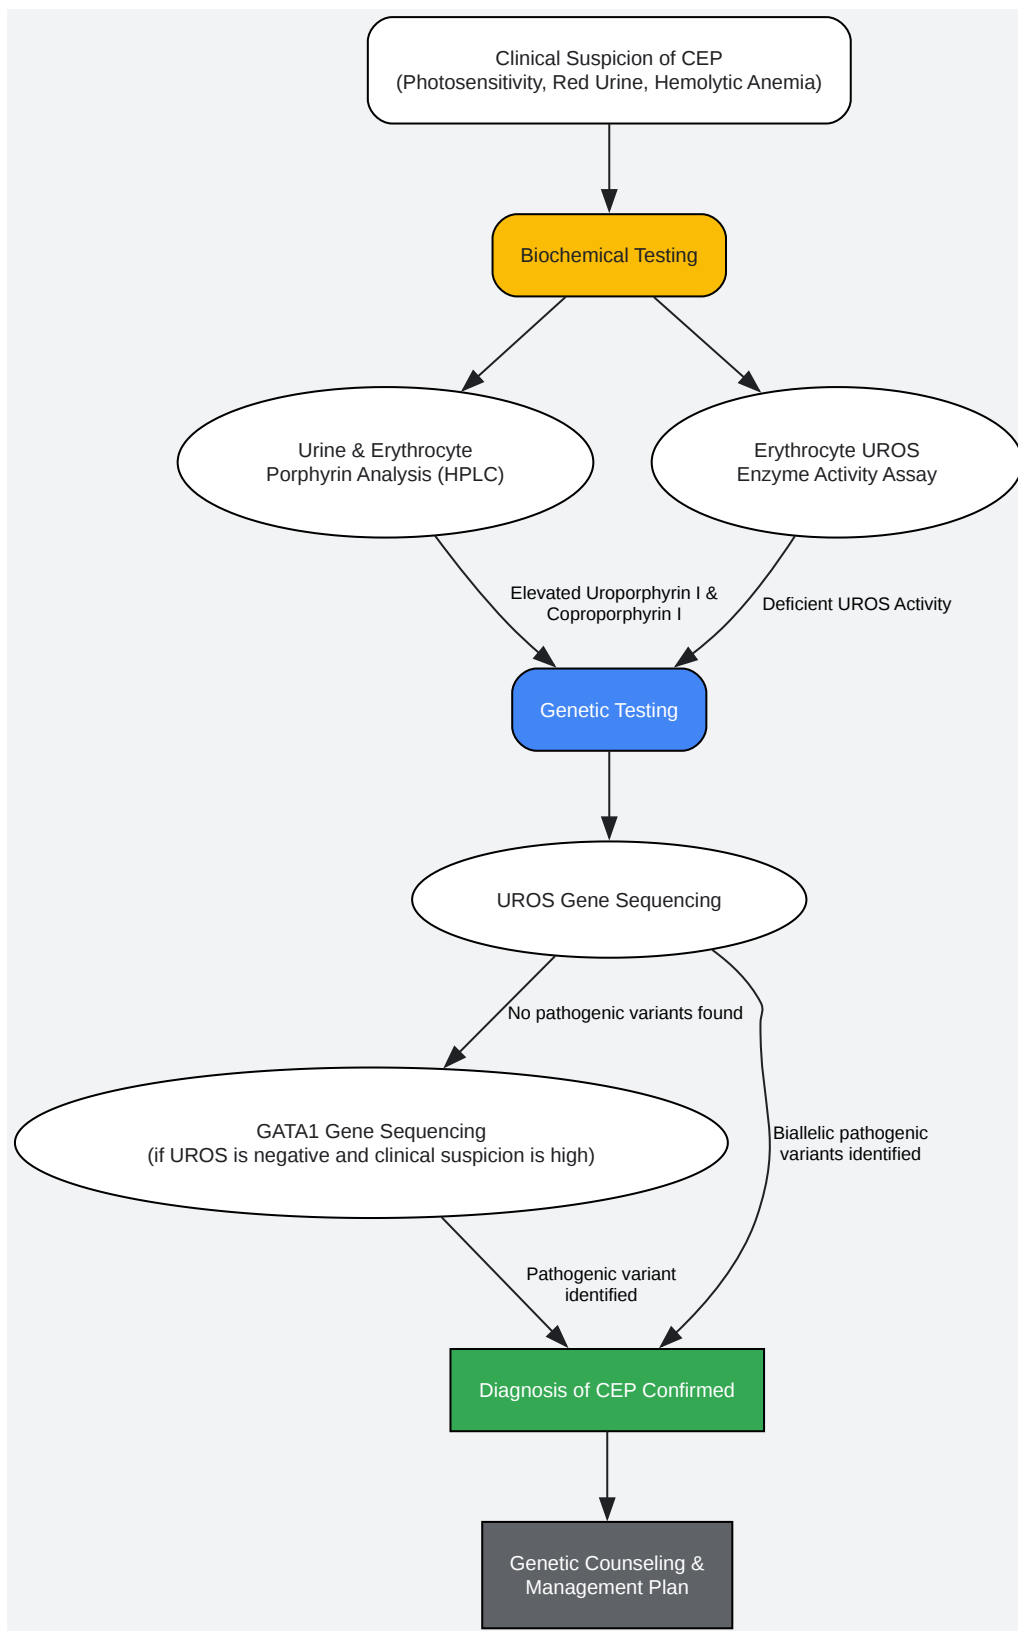 Clinical Suspicion of CEP
(Photosensitivity, Red Urine, Hemolytic Anemia)
Biochemical Testing
Urine & Erythrocyte
Porphyrin Analysis (HPLC)
Erythrocyte UROS
Enzyme Activity Assay
Elevated Uroporphyrin I &
Coproporphyrin I
Deficient UROS Activity
Genetic Testing
UROS Gene Sequencing
No pathogenic variants found
GATA1 Gene Sequencing
(if UROS is negative and clinical suspicion is high)
Biallelic pathogenic
variants identified
Pathogenic variant
identified
Diagnosis of CEP Confirmed
Genetic Counseling &
Management Plan